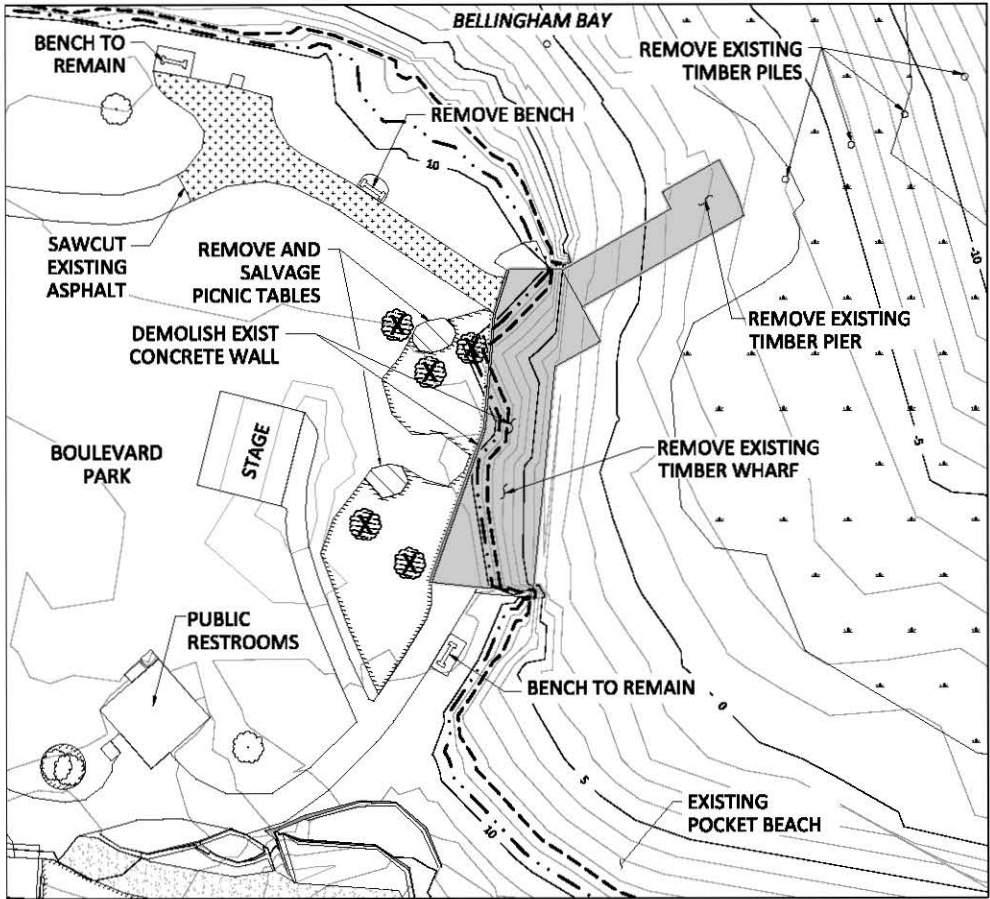 BELLINGHAM BAY
BENCH TO
REMAIN
REMOVE EXISTING
TIMBER PILES
REMOVE BENCH
10
-10
SAWCUT
EXISTING
ASPHALT
REMOVE AND
SALVAGE
PICNIC TABLES
DEMOLISH EXIST
CONCRETE WALL
REMOVE EXISTING
TIMBER PIER
-5
BOULEVARD
PARK
STAGE
REMOVE EXISTING
TIMBER WHARF
PUBLIC
RESTROOMS
BENCH TO REMAIN
0
5
EXISTING
POCKET BEACH
10